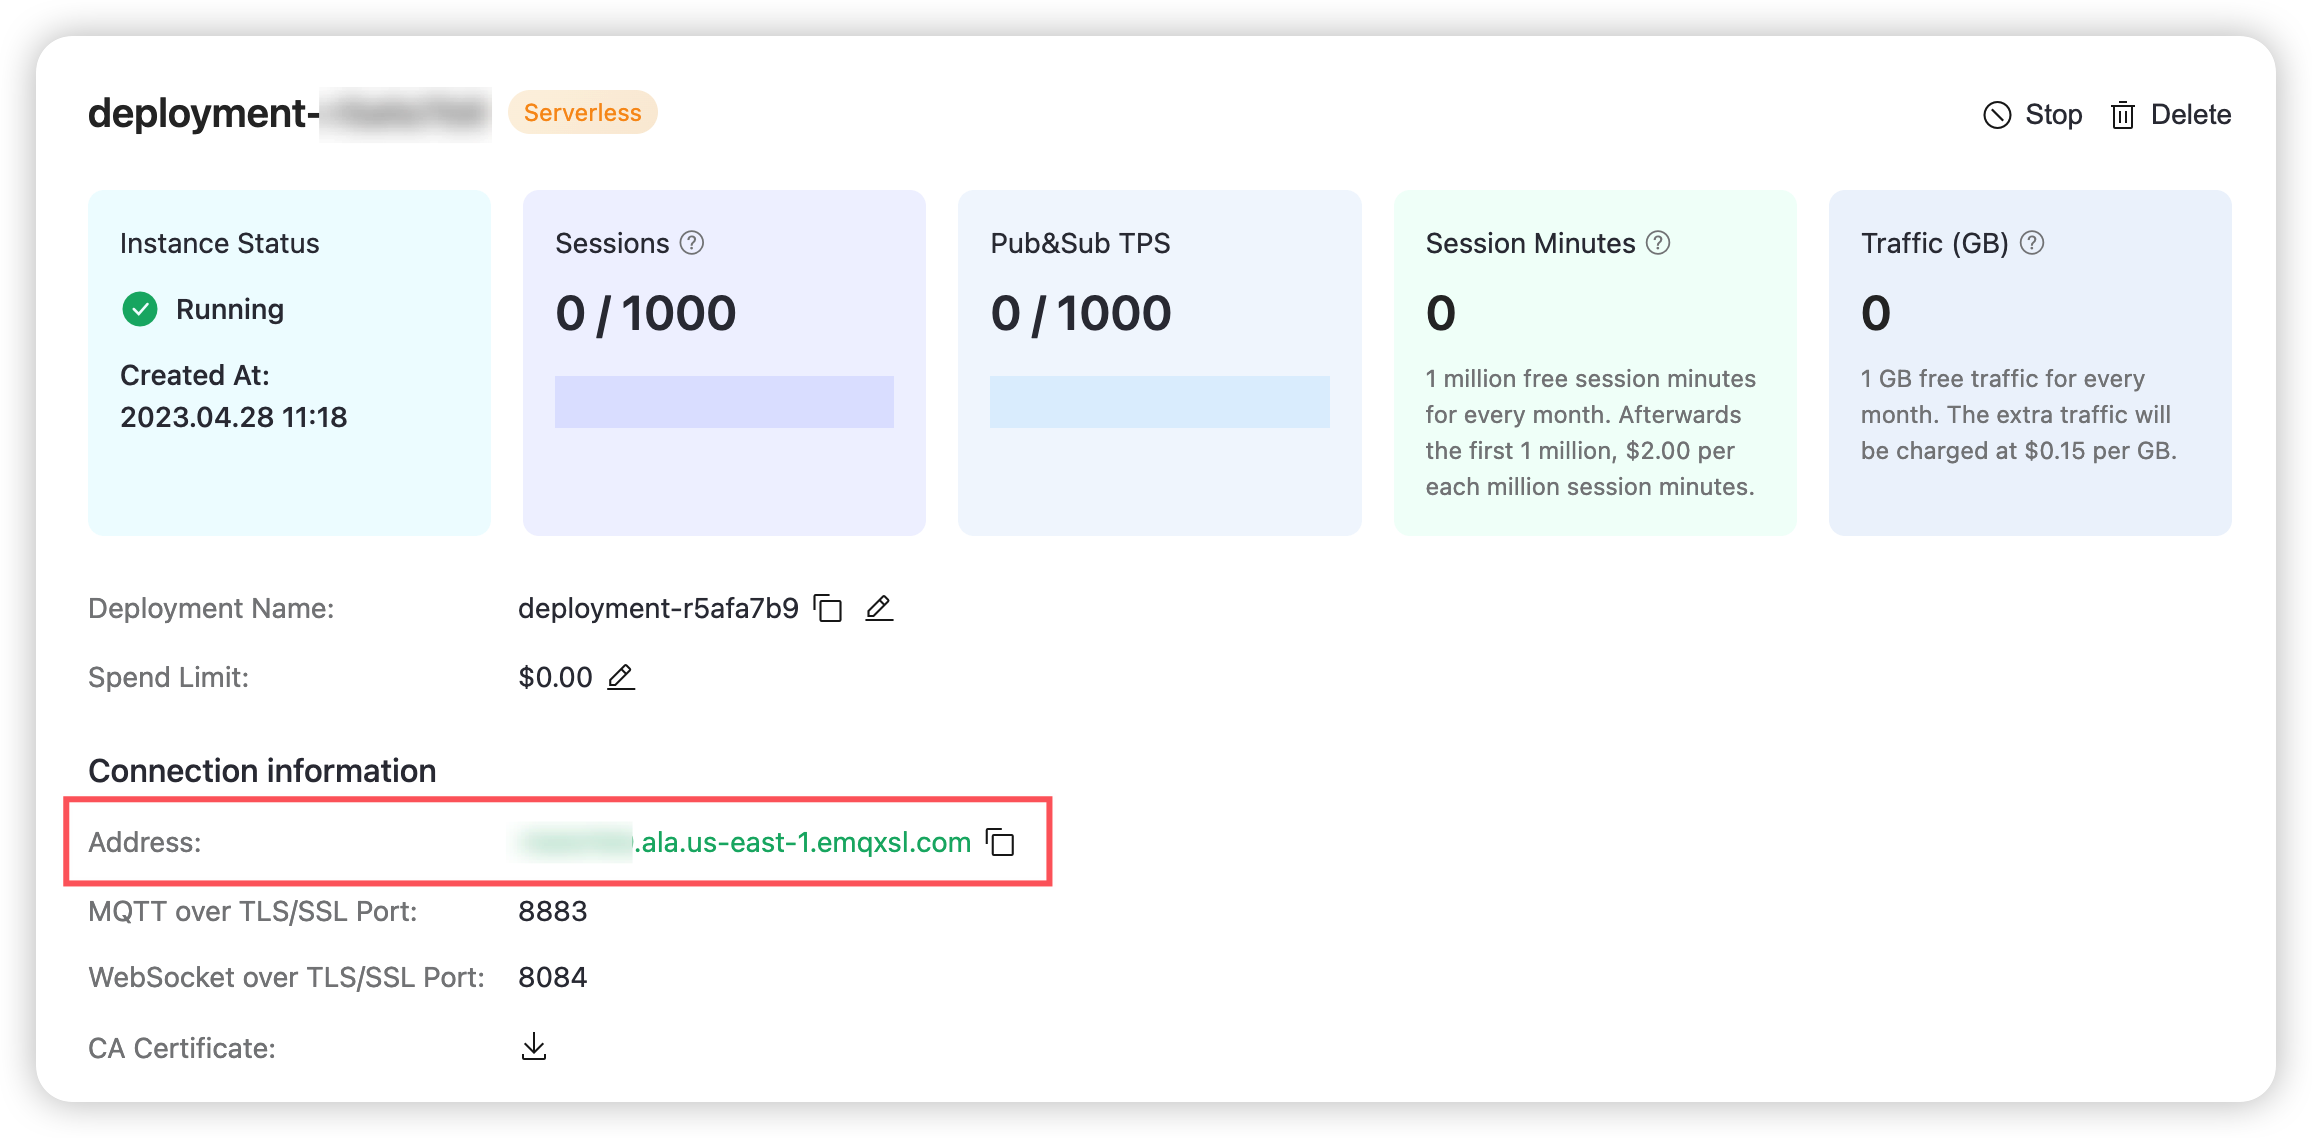 deployment-
Serverless
Stop
Delete
Instance Status
Running
Created At:
2023.04.28 11:18
Sessions
0 / 1000
Pub&Sub TPS
0 / 1000
Session Minutes
0
1 million free session minutes
for every month. Afterwards
the first 1 million, $2.00 per
each million session minutes.
Traffic (GB)
0
1 GB free traffic for every
month. The extra traffic will
be charged at $0.15 per GB.
Deployment Name: deployment-r5afa7b9
Spend Limit: $0.00
Connection information
Address: .ala.us-east-1.emqxsl.com
MQTT over TLS/SSL Port: 8883
WebSocket over TLS/SSL Port: 8084
CA Certificate: